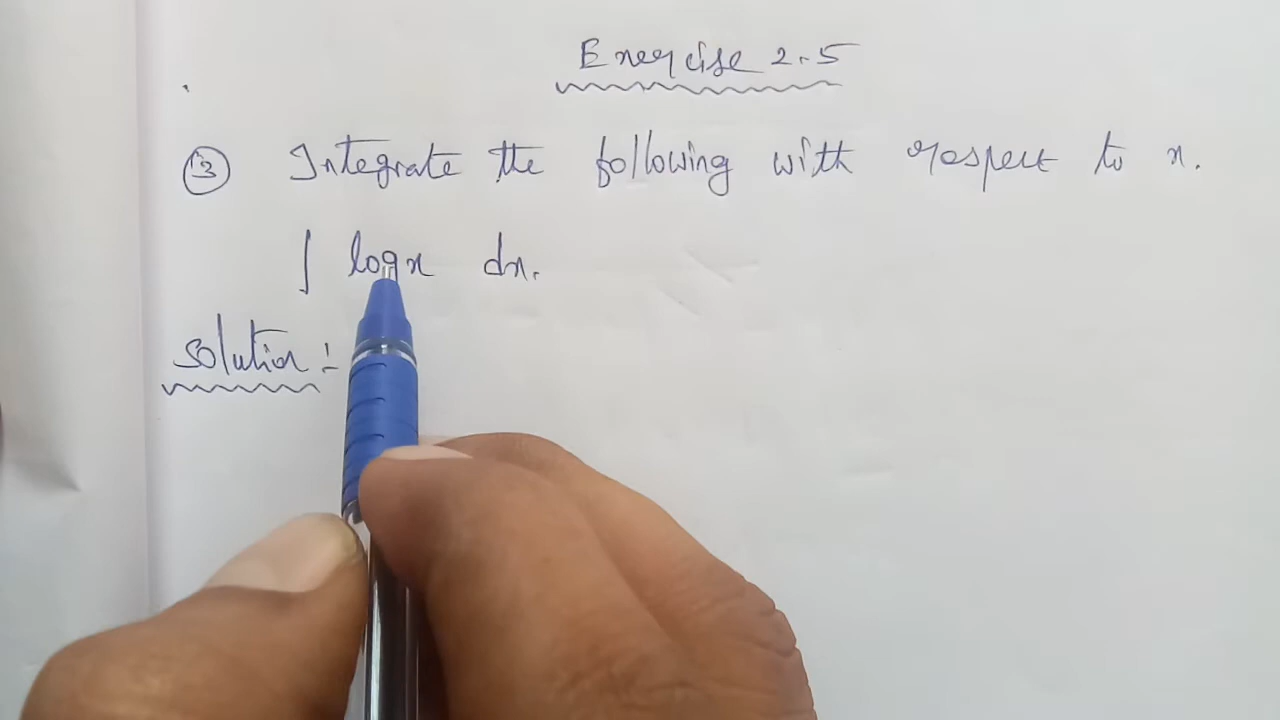 Exercise 2.5
③ Integrate the following with respect to x.
∫ log x dx.
Solution :-